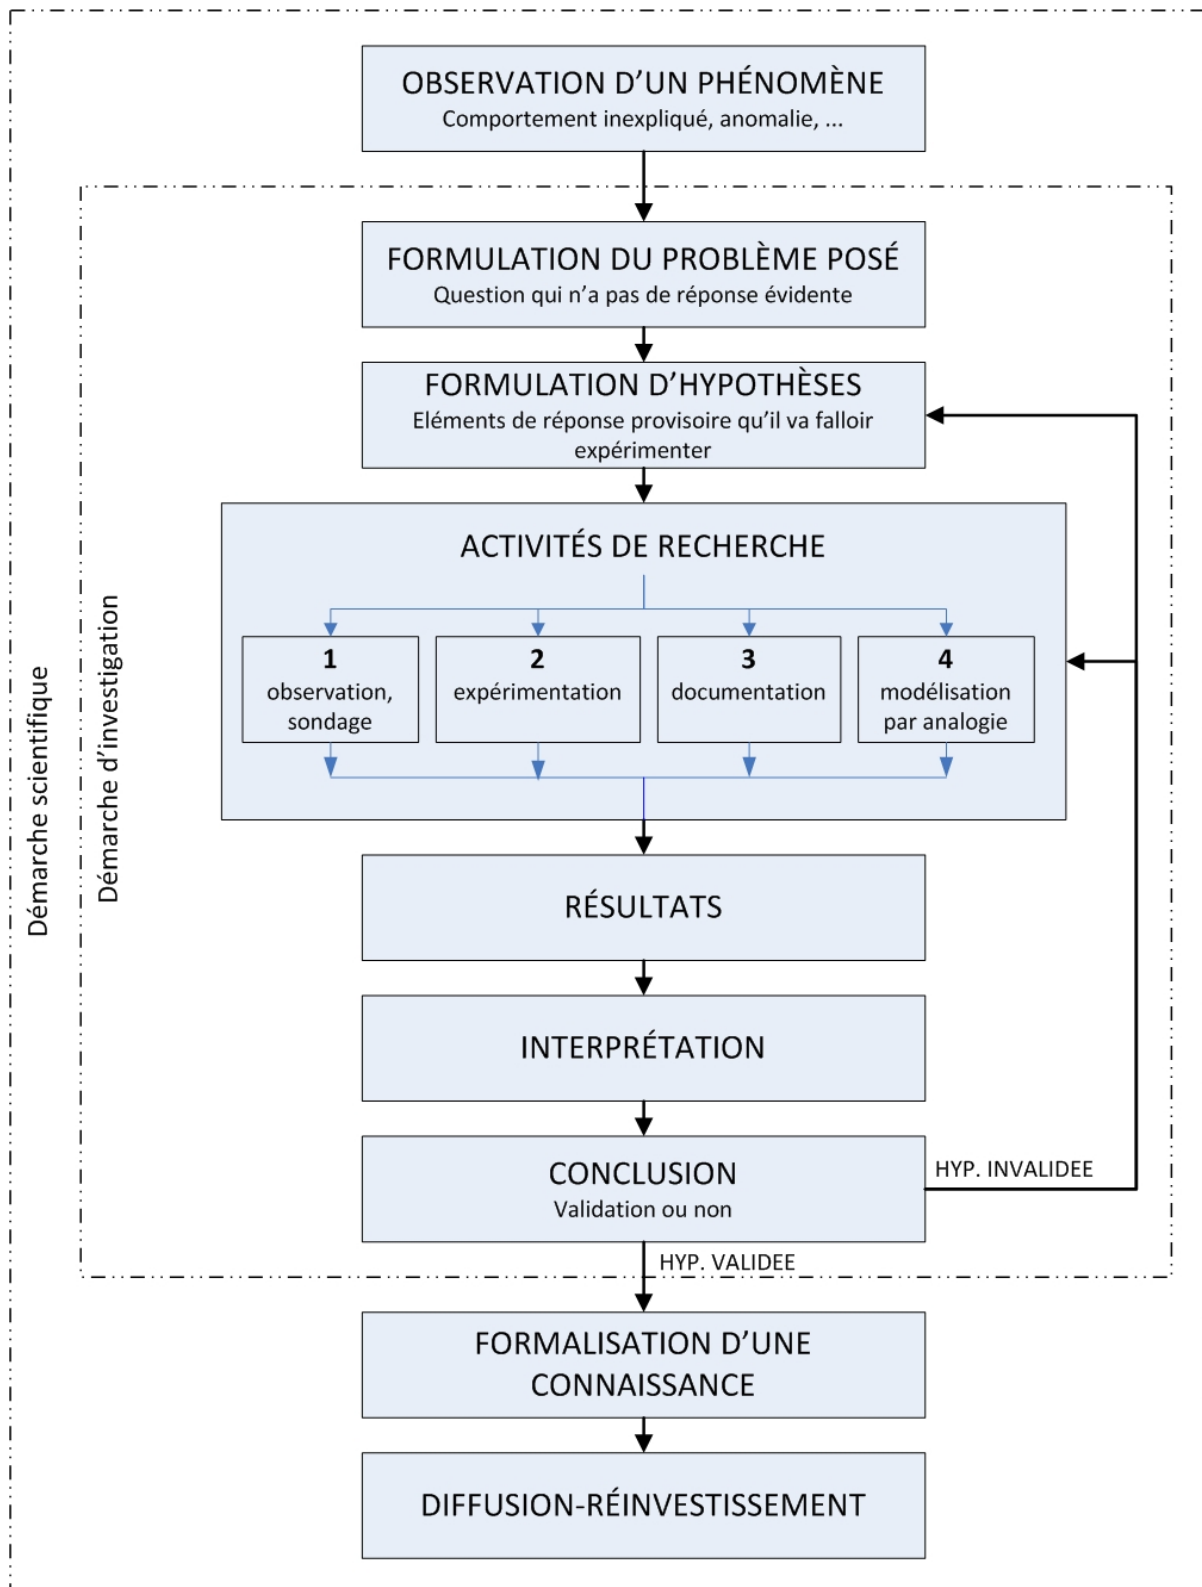 OBSERVATION D’UN PHÉNOMÈNE
Comportement inexpliqué, anomalie, ...
FORMULATION DU PROBLÈME POSÉ
Question qui n’a pas de réponse évidente
FORMULATION D’HYPOTHÈSES
Eléments de réponse provisoire qu’il va falloir
expérimenter
ACTIVITÉS DE RECHERCHE
1
observation,
sondage
2
expérimentation
3
documentation
4
modélisation
par analogie
RÉSULTATS
INTERPRÉTATION
CONCLUSION
Validation ou non
HYP. INVALIDEE
HYP. VALIDEE
FORMALISATION D’UNE
CONNAISSANCE
DIFFUSION-RÉINVESTISSEMENT
Démarche scientifique
Démarche d’investigation